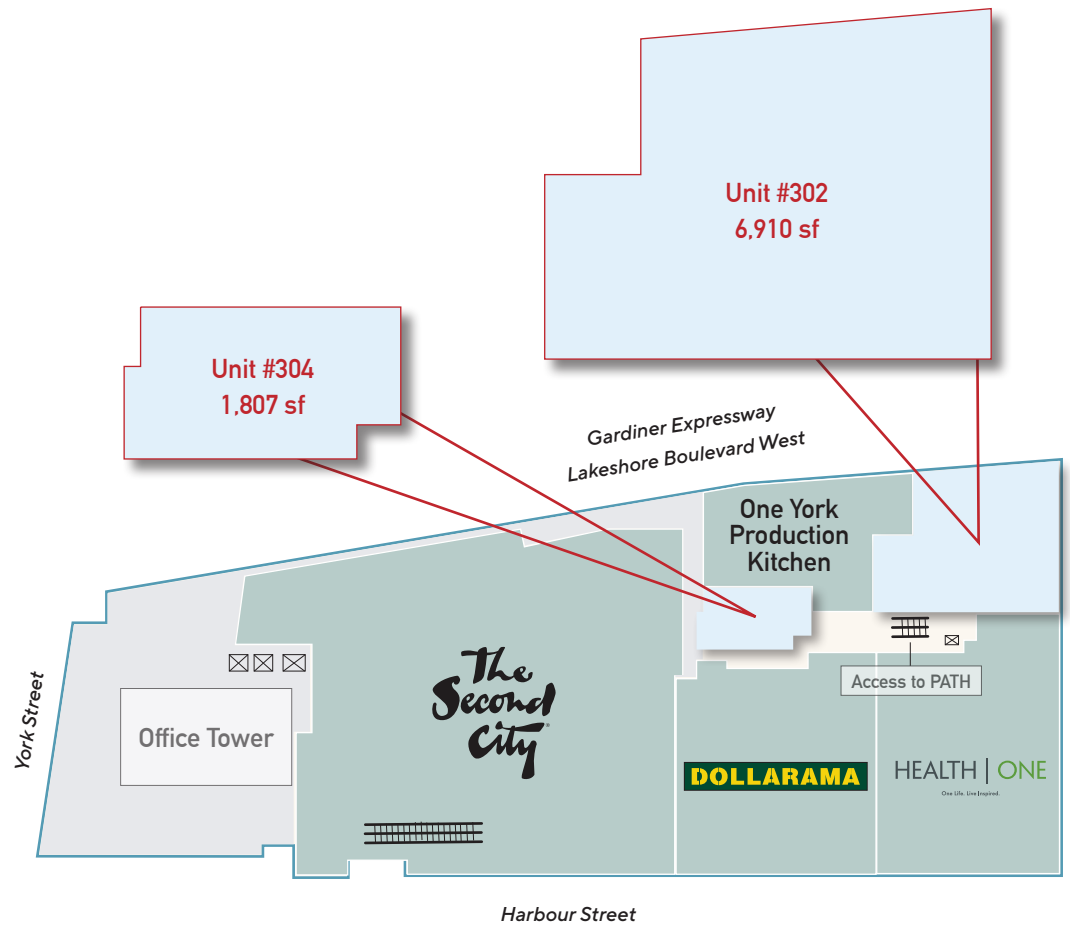 Unit #302
6,910 sf
Unit #304
1,807 sf
Gardiner Expressway
Lakeshore Boulevard West
One York
Production
Kitchen
The
Second
City®
Access to PATH
York Street
Office Tower
DOLLARAMA
HEALTH | ONE
One Life. Live Inspired.
Harbour Street